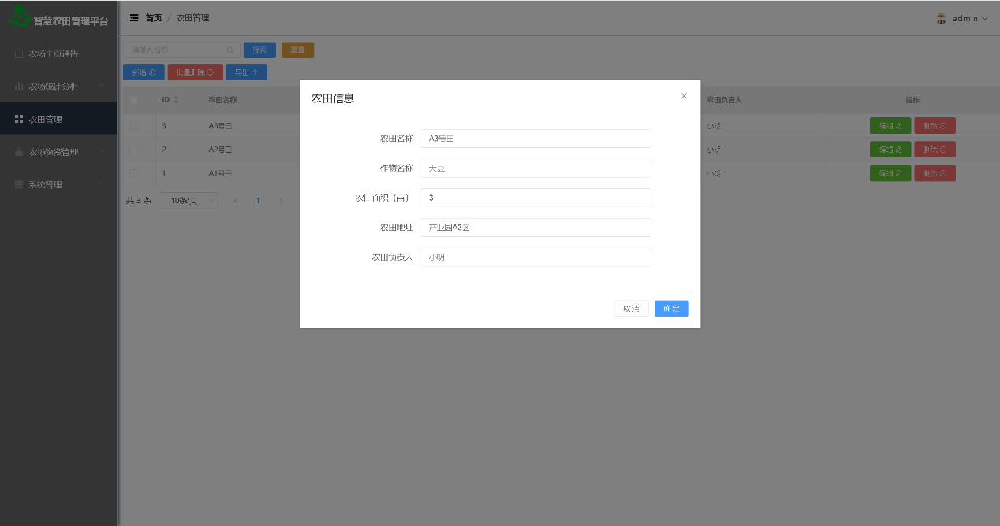 智慧农田管理平台
首页 / 农田管理
admin
农场主页通告
农场统计分析
农田管理
农场物资管理
系统管理
请输入名称
搜索
重置
新增
批量删除
导出
ID
农田名称
农田负责人
操作
3
A3号田
小明
编辑
删除
2
A2号田
小明
编辑
删除
1
A1号田
小明
编辑
删除
共 3 条
10条/页
1
农田信息
农田名称
A3号田
作物名称
大豆
农田面积（亩）
3
农田地址
产业园A3区
农田负责人
小明
取 消
确 定